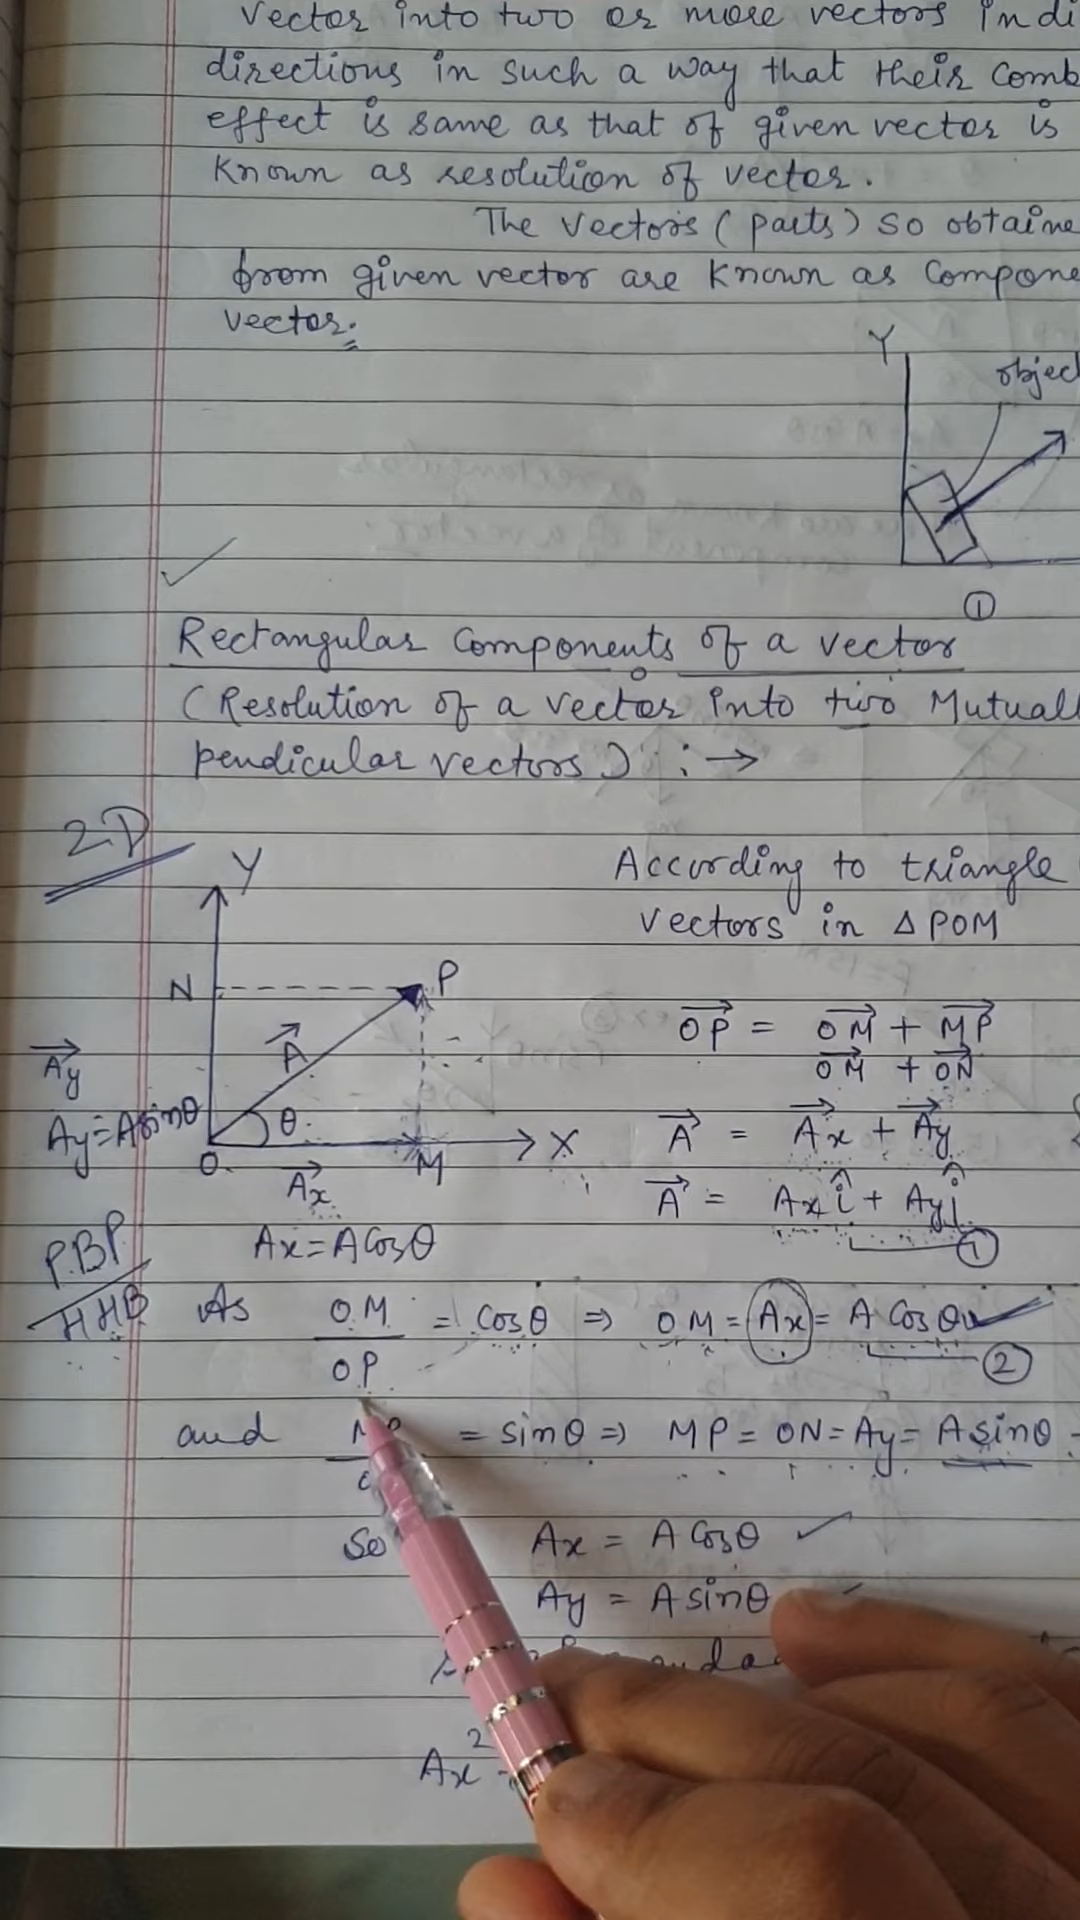 Vector into two or more vectors in di
directions in such a way that their comb
effect is same as that of given vector is
Known as resolution of vector.
The vectors (parts) so obtaine
from given vector are known as Compone
vector.
Y
objec
①
Rectangular Components of a vector
(Resolution of a vector into two Mutuall
pendicular vectors) :→
2-D
Y
According to triangle
vectors in Δ POM
N P
OP⃗ = OM⃗ + MP⃗
OM⃗ + ON⃗
A⃗
Ay⃗
Ay = A sinθ
θ
O M X
Ax⃗
A⃗ = Ax⃗ + Ay⃗
A⃗ = Ax î + Ay ĵ
①
Ax = A Cosθ
P.B.P
HHB
As OM/OP = Cosθ ⇒ OM = Ax = A Cosθ
②
and = sinθ ⇒ MP = ON = Ay = A sinθ
So Ax = A Cosθ ✓
Ay = A sinθ
Ax²